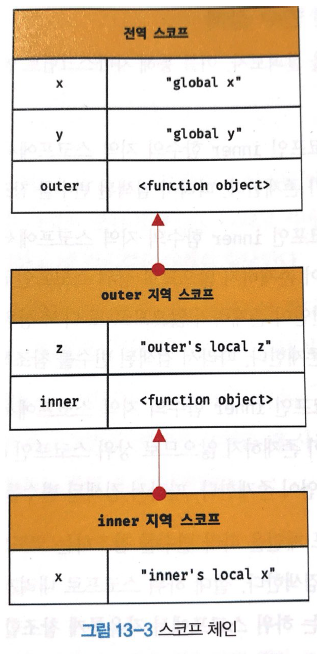 전역 스코프
x "global x"
y "global y"
outer <function object>
outer 지역 스코프
z "outer's local z"
inner <function object>
inner 지역 스코프
x "inner's local x"
그림 13-3 스코프 체인